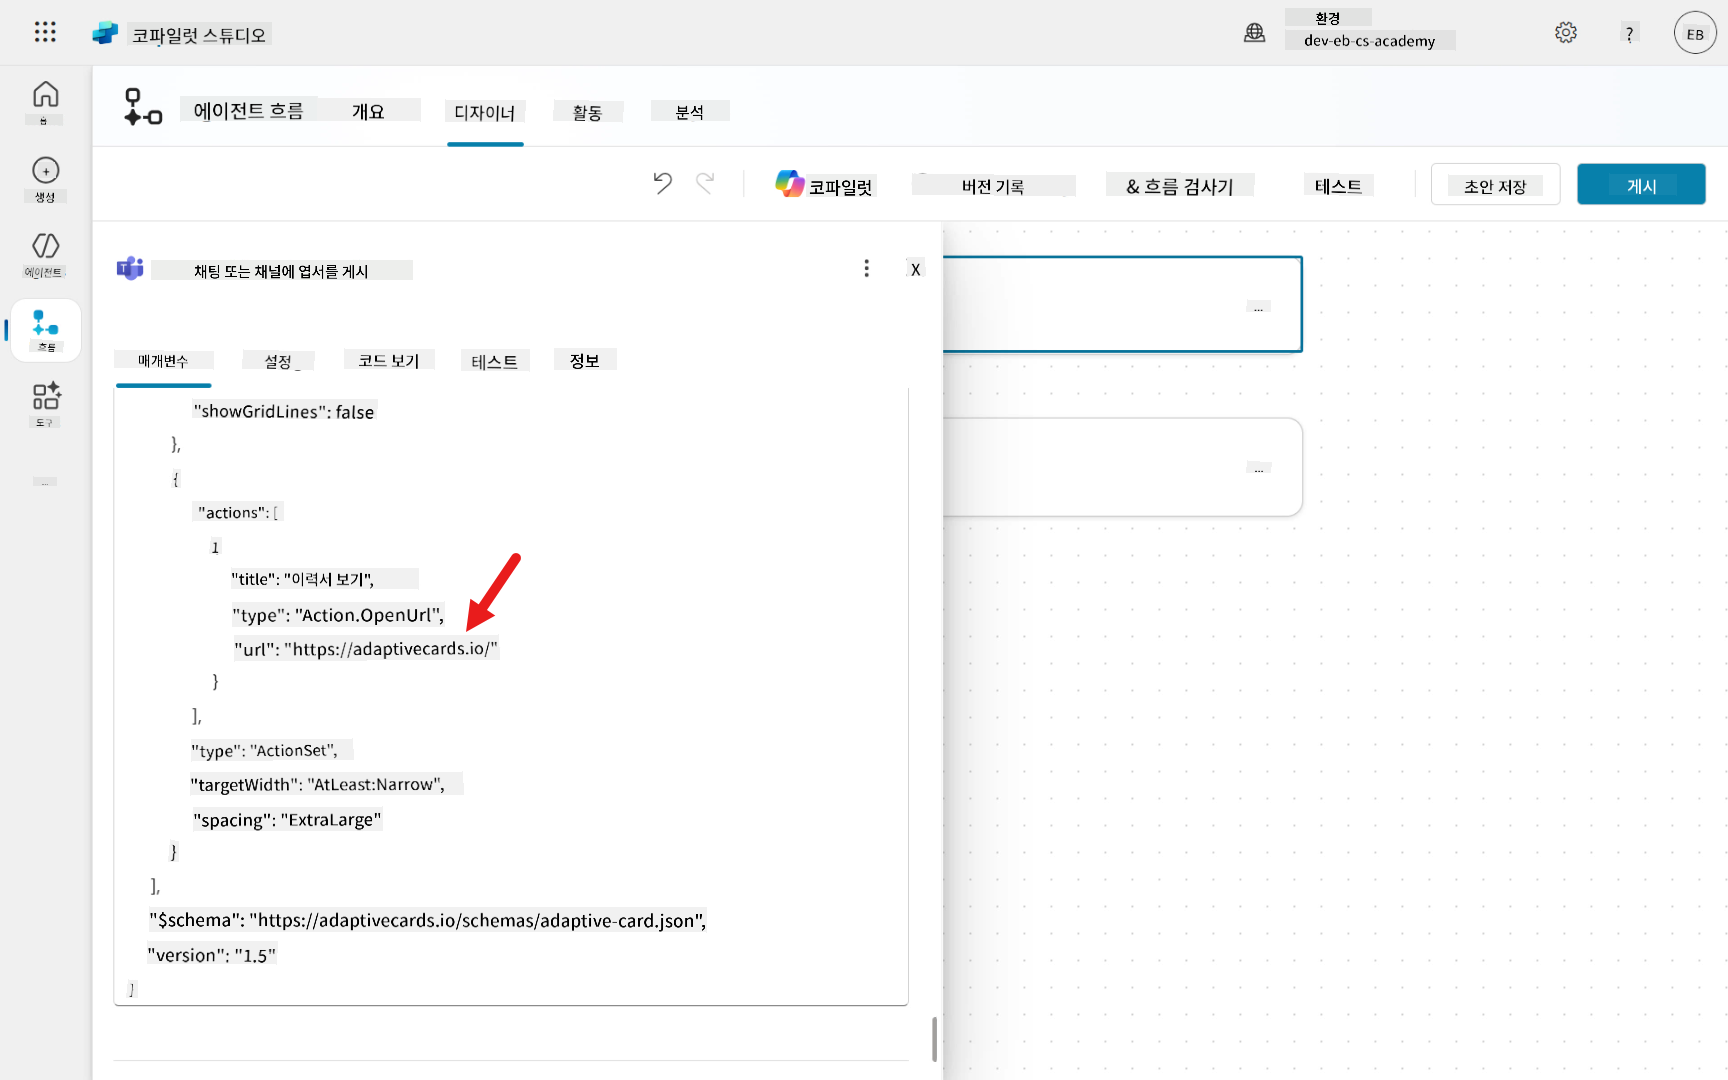 코파일럿 스튜디오
환경
dev-eb-cs-academy
?
EB
홈
생성
에이전트
흐름
도구
...
에이전트 흐름
개요
디자이너
활동
분석
코파일럿
버전 기록
& 흐름 검사기
테스트
초안 저장
게시
채팅 또는 채널에 엽서를 게시
X
매개변수
설정
코드 보기
테스트
정보
"showGridLines": false
},
{
"actions": [
1
"title": "이력서 보기",
"type": "Action.OpenUrl",
"url": "https://adaptivecards.io/"
}
],
"type": "ActionSet",
"targetWidth": "AtLeast:Narrow",
"spacing": "ExtraLarge"
}
],
"$schema": "https://adaptivecards.io/schemas/adaptive-card.json",
"version": "1.5"
]
...
...